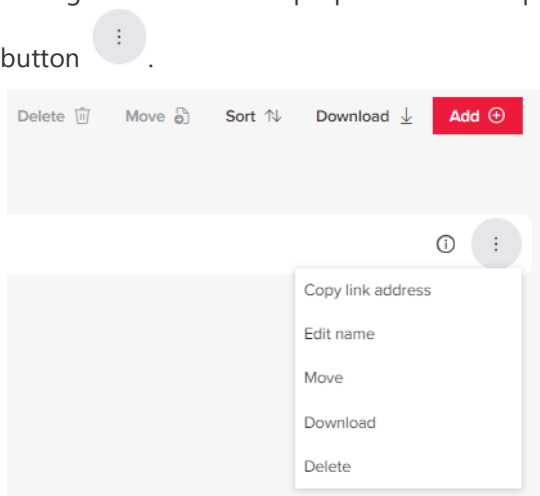 button .
Delete Move Sort Download Add
Copy link address
Edit name
Move
Download
Delete